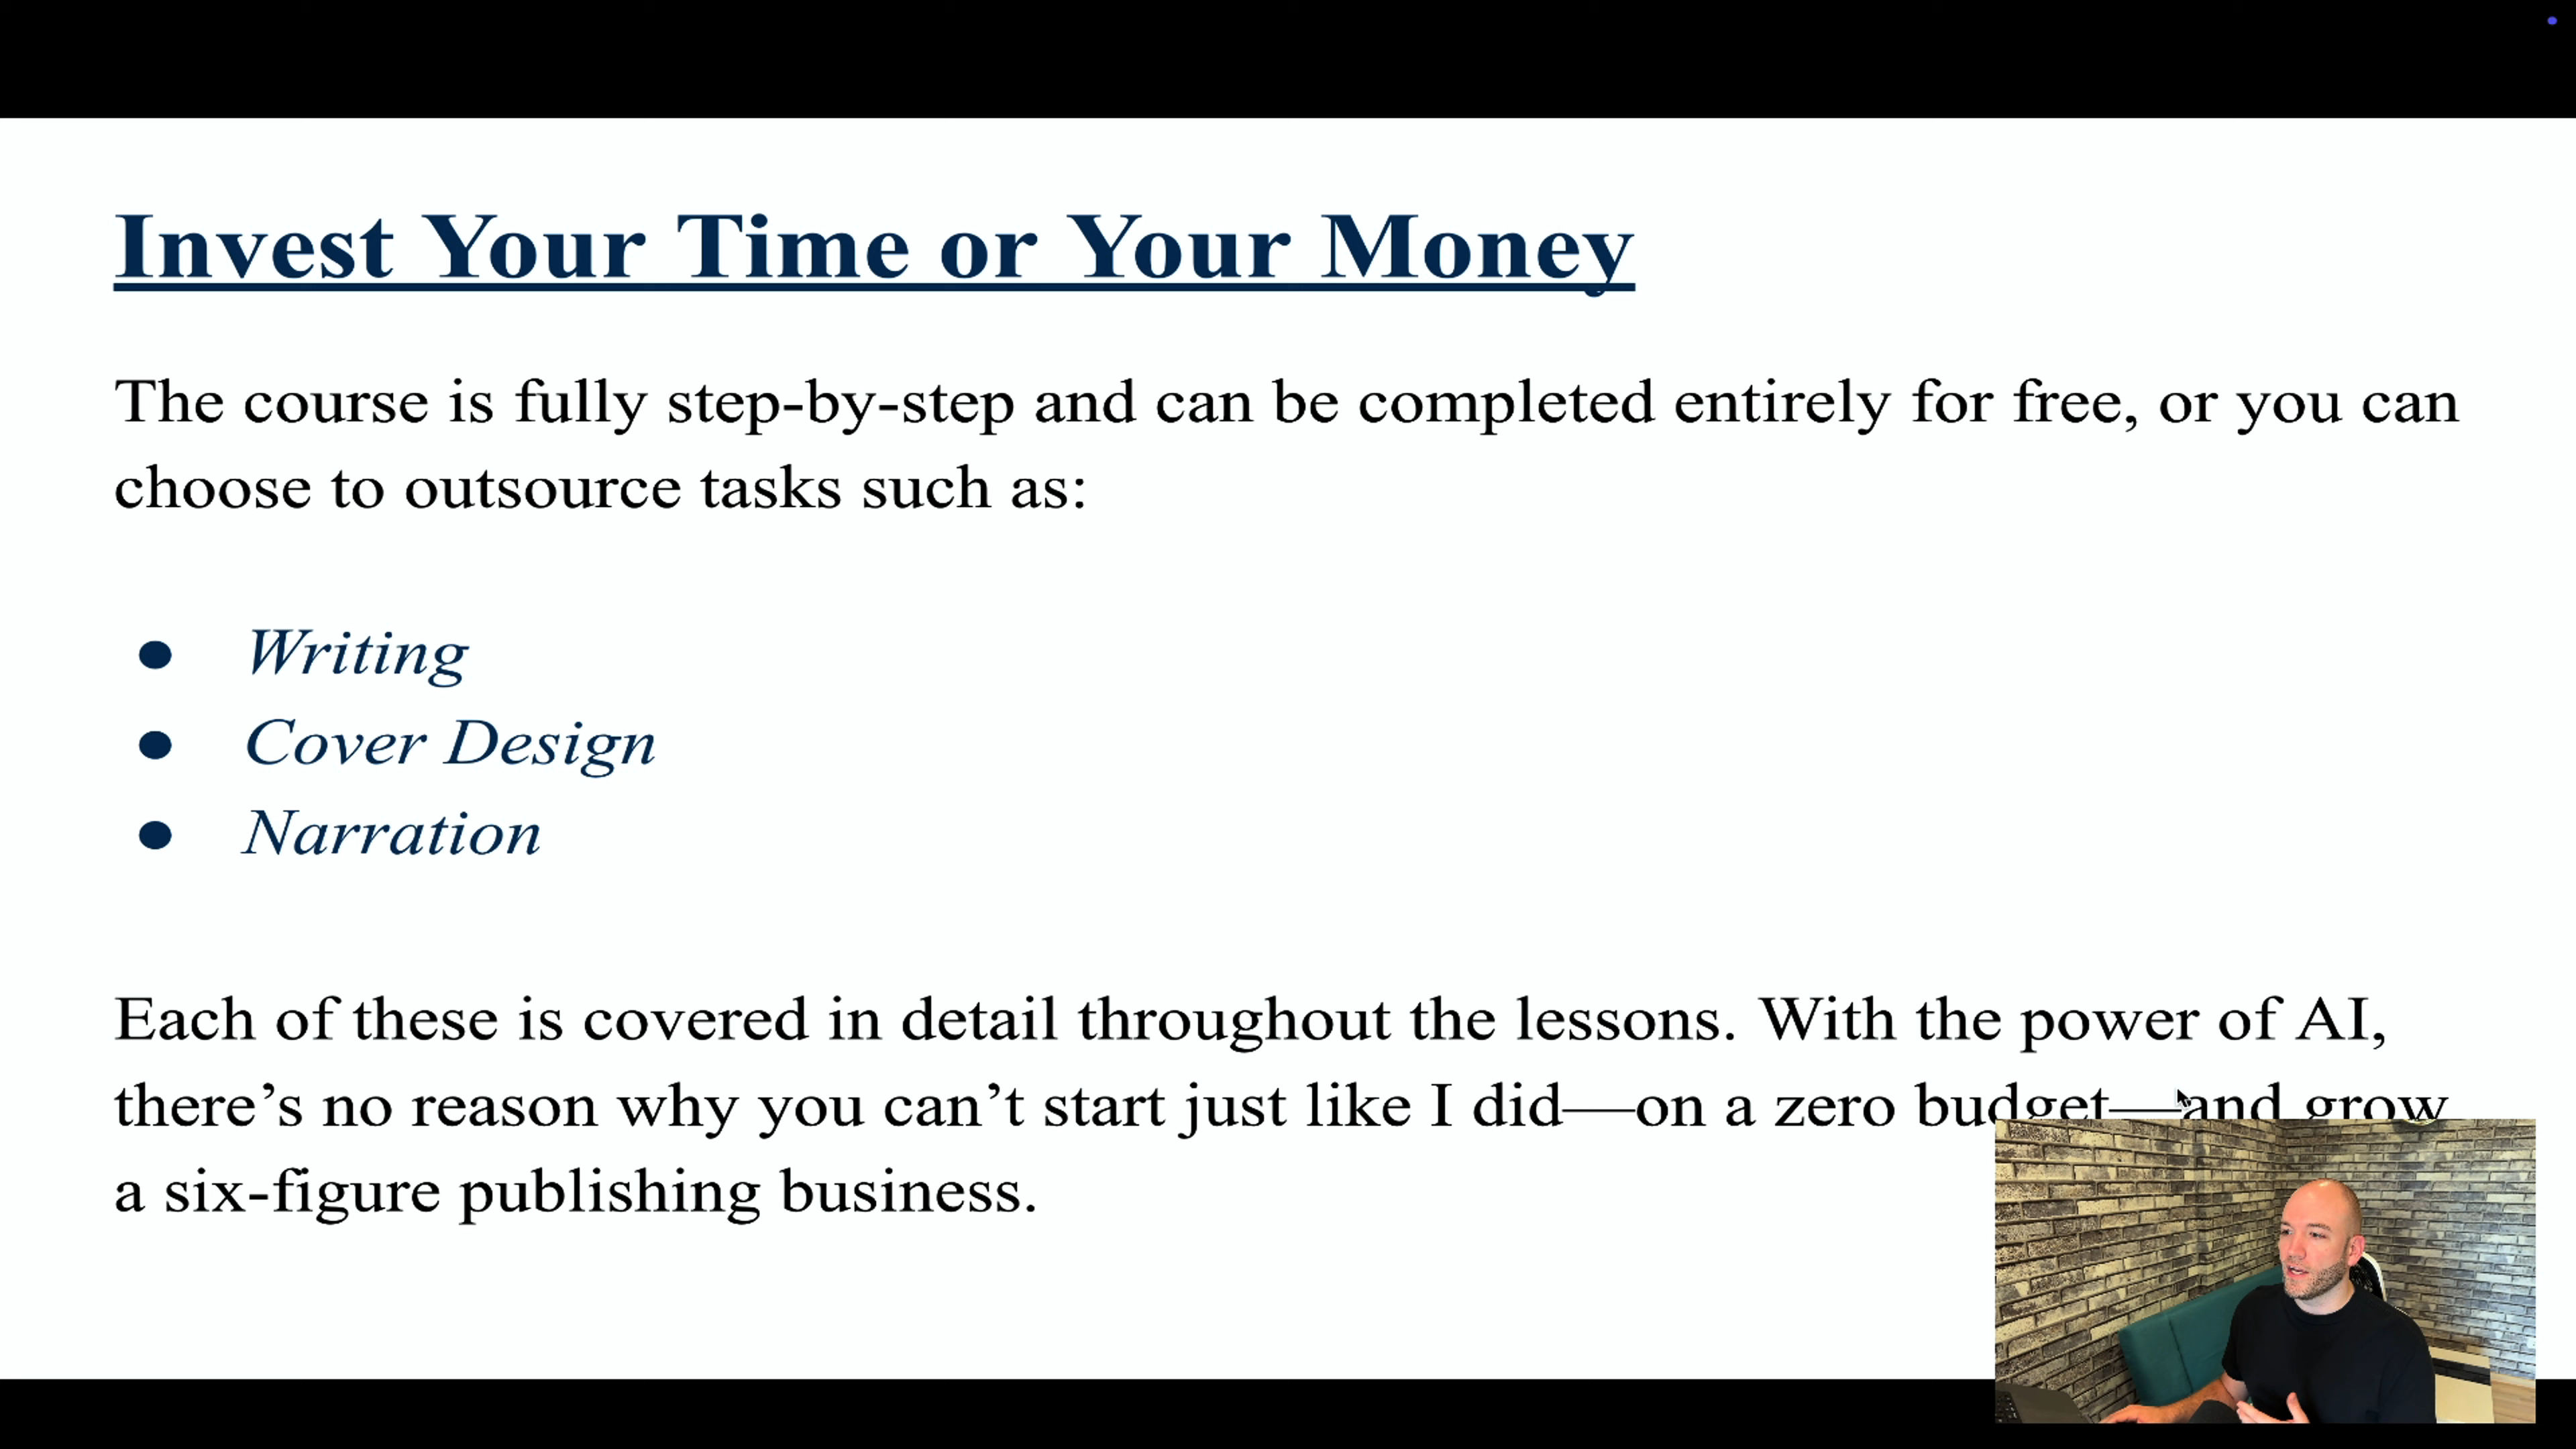 Invest Your Time or Your Money
The course is fully step-by-step and can be completed entirely for free, or you can
choose to outsource tasks such as:
● Writing
● Cover Design
● Narration
Each of these is covered in detail throughout the lessons. With the power of AI,
there’s no reason why you can’t start just like I did—on a zero budget—and grow
a six-figure publishing business.